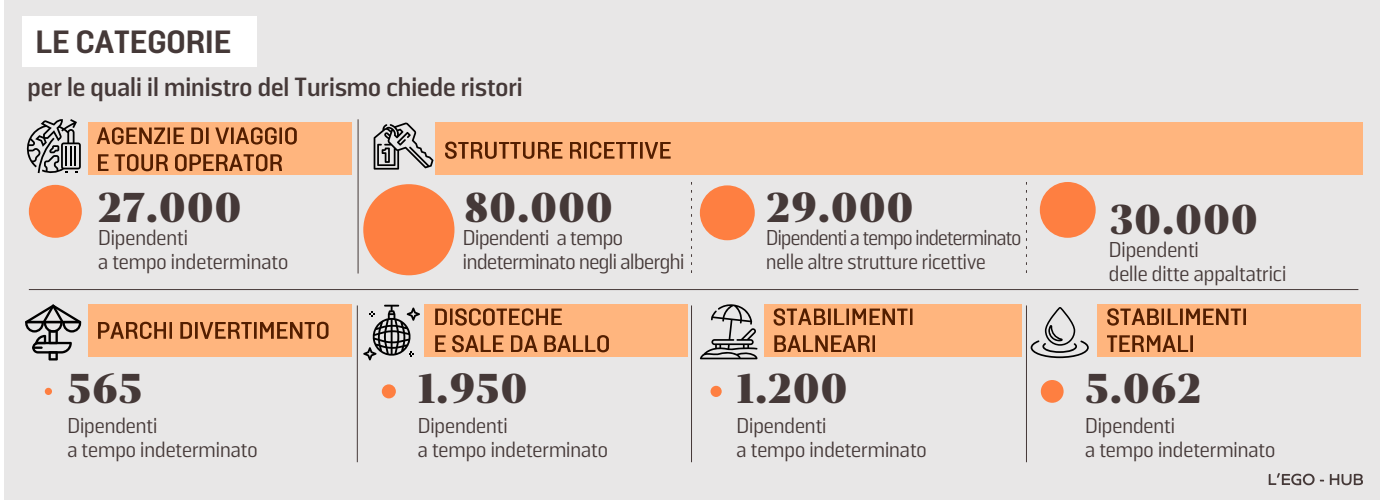 LE CATEGORIE
per le quali il ministro del Turismo chiede ristori
AGENZIE DI VIAGGIO
E TOUR OPERATOR
27.000
Dipendenti
a tempo indeterminato
1
STRUTTURE RICETTIVE
80.000
Dipendenti a tempo
indeterminato negli alberghi
29.000
Dipendenti a tempo indeterminato
nelle altre strutture ricettive
30.000
Dipendenti
delle ditte appaltatrici
PARCHI DIVERTIMENTO
565
Dipendenti
a tempo indeterminato
DISCOTECHE
E SALE DA BALLO
1.950
Dipendenti
a tempo indeterminato
STABILIMENTI
BALNEARI
1.200
Dipendenti
a tempo indeterminato
STABILIMENTI
TERMALI
5.062
Dipendenti
a tempo indeterminato
L'EGO - HUB